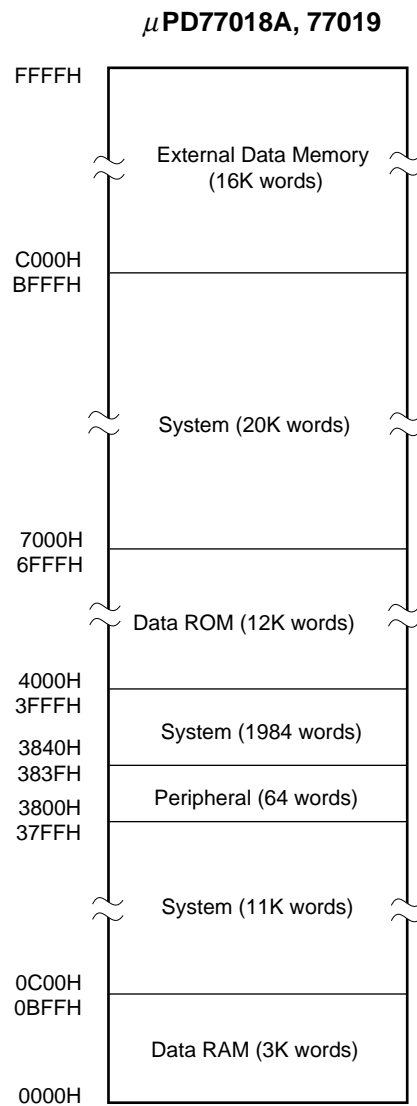 μPD77018A, 77019
FFFFH
External Data Memory
(16K words)
C000H
BFFFH
System (20K words)
7000H
6FFFH
Data ROM (12K words)
4000H
3FFFH
System (1984 words)
3840H
383FH
Peripheral (64 words)
3800H
37FFH
System (11K words)
0C00H
0BFFH
Data RAM (3K words)
0000H